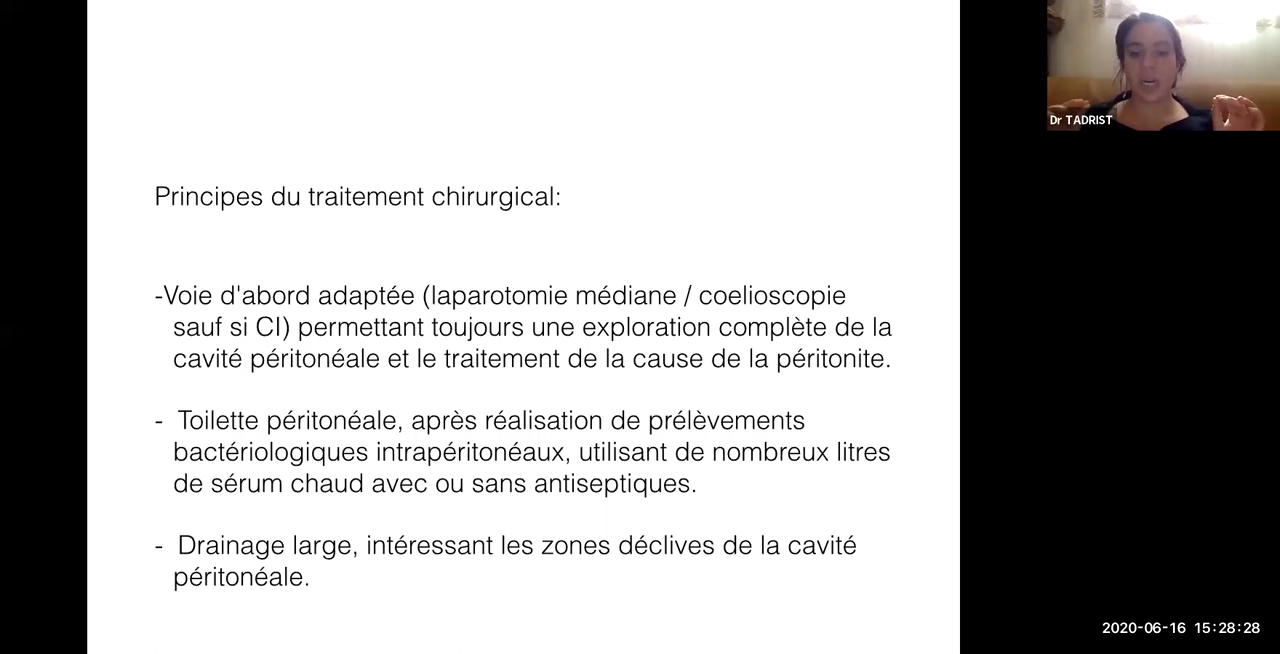 Dr TADRIST
Principes du traitement chirurgical:
-Voie d'abord adaptée (laparotomie médiane / coelioscopie
sauf si CI) permettant toujours une exploration complète de la
cavité péritonéale et le traitement de la cause de la péritonite.
- Toilette péritonéale, après réalisation de prélèvements
bactériologiques intrapéritonéaux, utilisant de nombreux litres
de sérum chaud avec ou sans antiseptiques.
- Drainage large, intéressant les zones déclives de la cavité
péritonéale.
2020-06-16 15:28:28